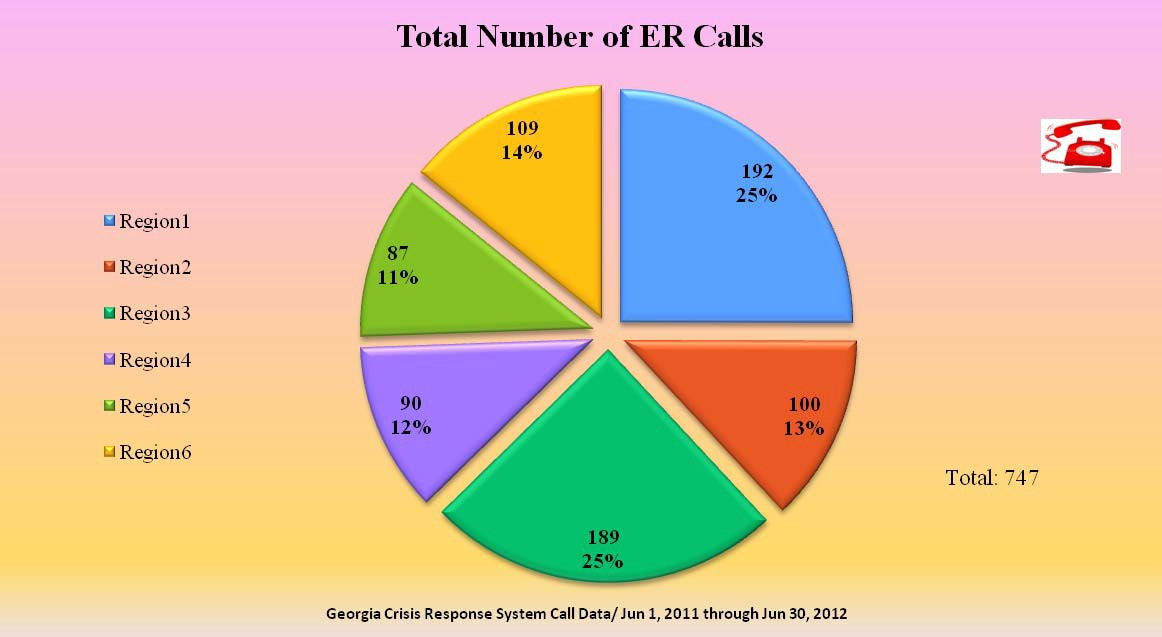 Total Number of ER Calls
109
14%
192
25%
87
11%
90
12%
100
13%
189
25%
Region1
Region2
Region3
Region4
Region5
Region6
Total: 747
Georgia Crisis Response System Call Data/ Jun 1, 2011 through Jun 30, 2012